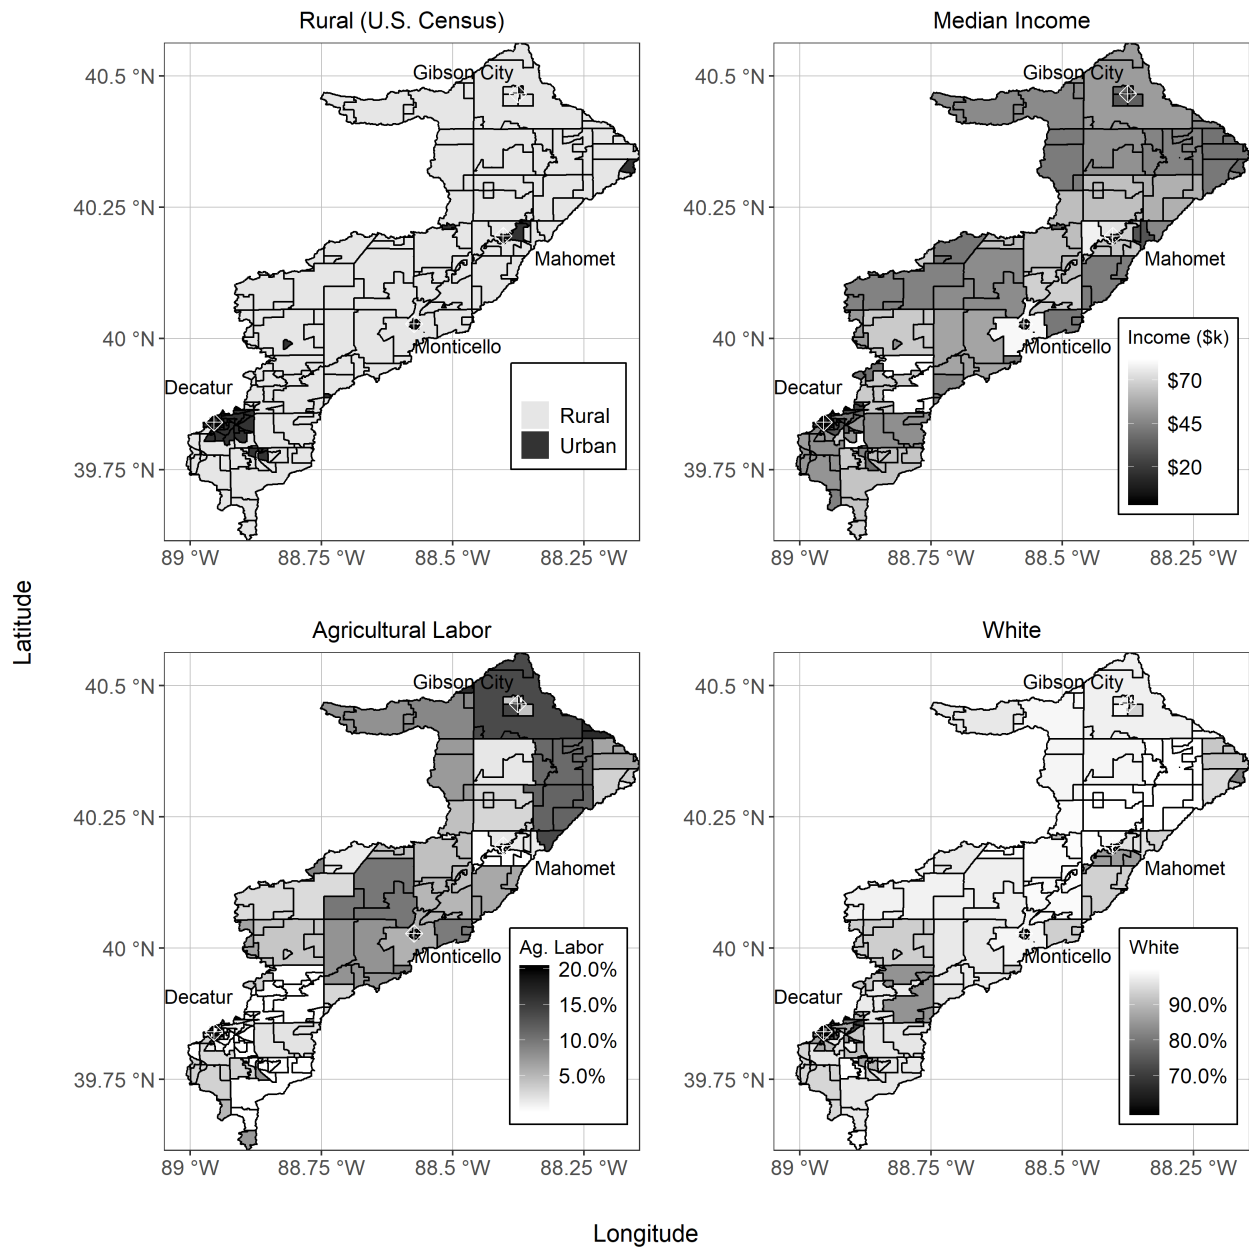 Rural (U.S. Census)
40.5 °N
40.25 °N
40 °N
39.75 °N
Gibson City
Mahomet
Monticello
Decatur
Rural
Urban
89 °W 88.75 °W 88.5 °W 88.25 °W
Median Income
40.5 °N
40.25 °N
40 °N
39.75 °N
Gibson City
Mahomet
Monticello
Decatur
Income ($k)
$70
$45
$20
89 °W 88.75 °W 88.5 °W 88.25 °W
Latitude
Agricultural Labor
40.5 °N
40.25 °N
40 °N
39.75 °N
Gibson City
Mahomet
Monticello
Decatur
Ag. Labor
20.0%
15.0%
10.0%
5.0%
89 °W 88.75 °W 88.5 °W 88.25 °W
White
40.5 °N
40.25 °N
40 °N
39.75 °N
Gibson City
Mahomet
Monticello
Decatur
White
90.0%
80.0%
70.0%
89 °W 88.75 °W 88.5 °W 88.25 °W
Longitude